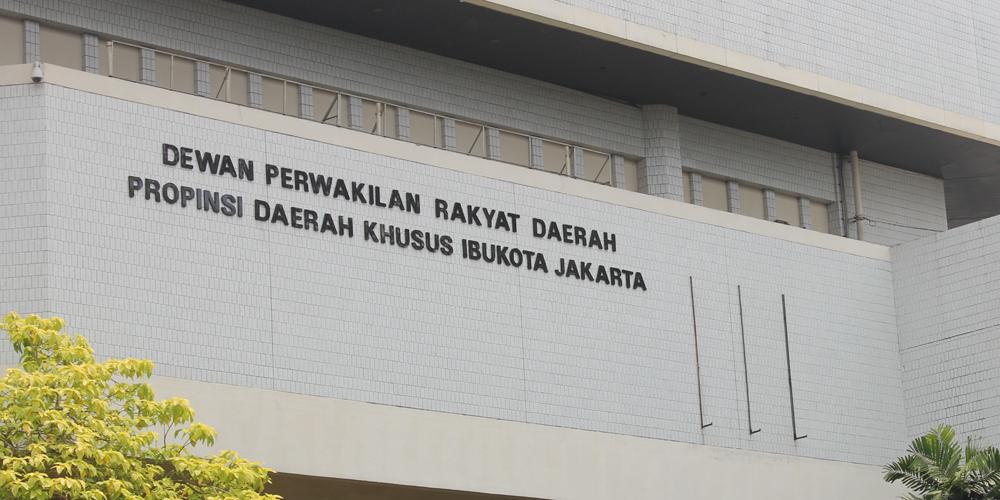 DEWAN PERWAKILAN RAKYAT DAERAH
PROPINSI DAERAH KHUSUS IBUKOTA JAKARTA